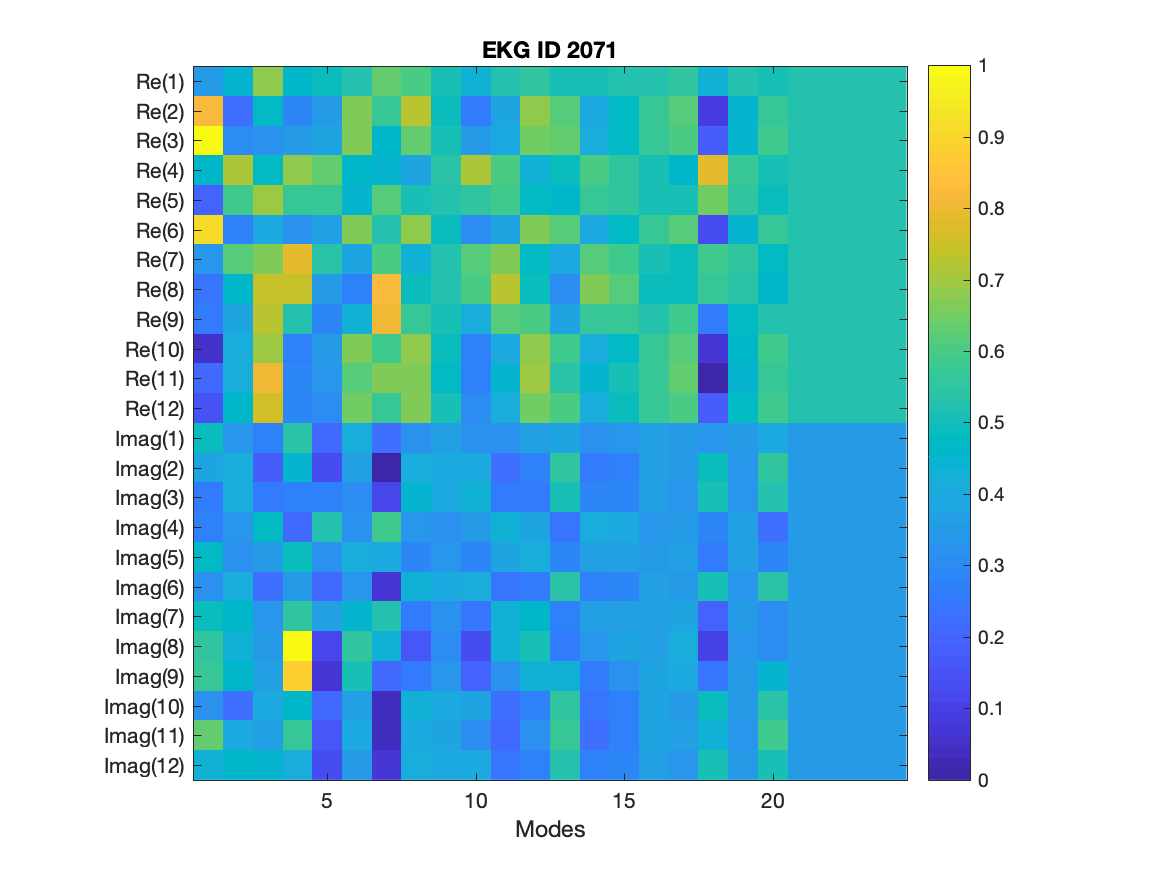 EKG ID 2071
Re(1)
Re(2)
Re(3)
Re(4)
Re(5)
Re(6)
Re(7)
Re(8)
Re(9)
Re(10)
Re(11)
Re(12)
Imag(1)
Imag(2)
Imag(3)
Imag(4)
Imag(5)
Imag(6)
Imag(7)
Imag(8)
Imag(9)
Imag(10)
Imag(11)
Imag(12)
5 10 15 20
Modes
1
0.9
0.8
0.7
0.6
0.5
0.4
0.3
0.2
0.1
0